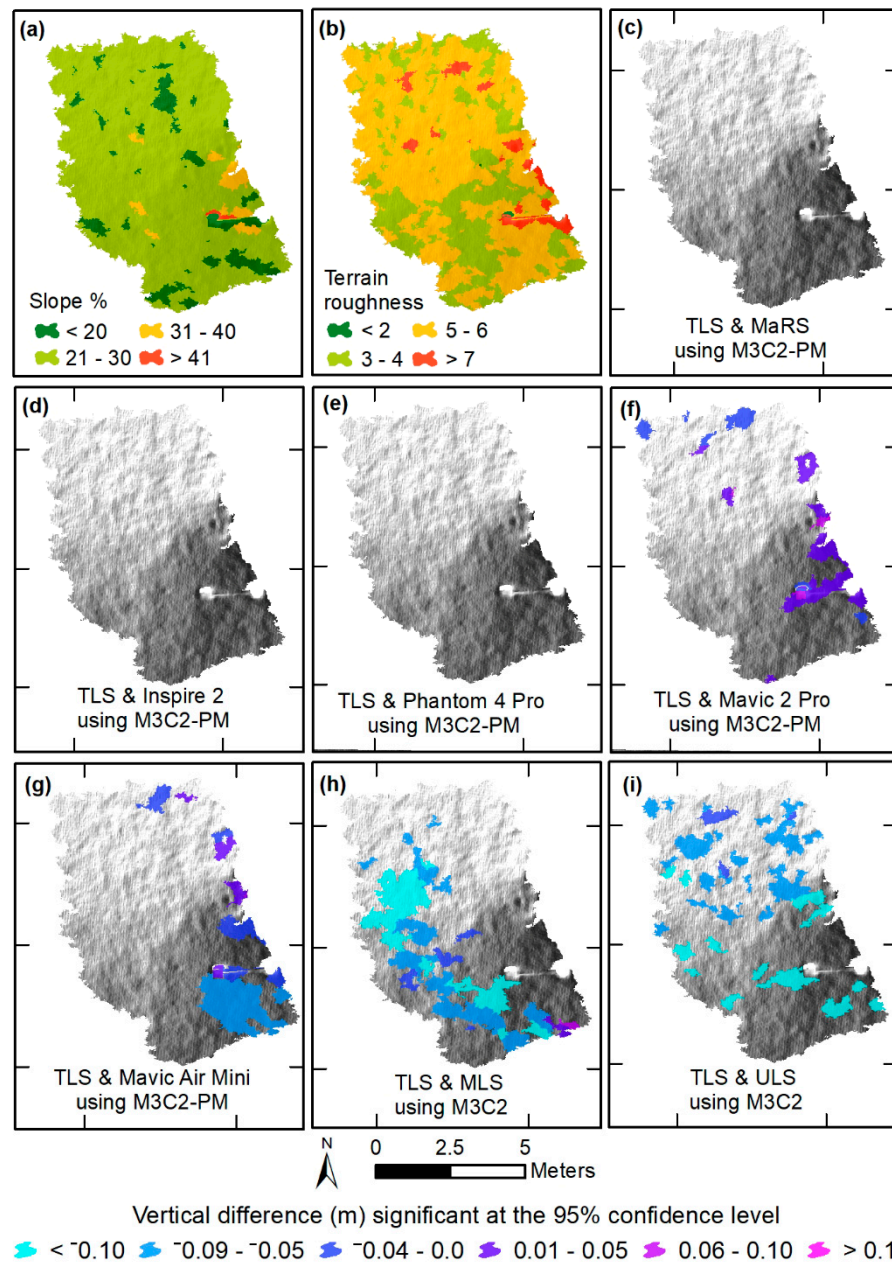 (a)
Slope %
< 20
31 - 40
21 - 30
> 41
(b)
Terrain
roughness
< 2
5 - 6
3 - 4
> 7
(c)
TLS & MaRS
using M3C2-PM
(d)
TLS & Inspire 2
using M3C2-PM
(e)
TLS & Phantom 4 Pro
using M3C2-PM
(f)
TLS & Mavic 2 Pro
using M3C2-PM
(g)
TLS & Mavic Air Mini
using M3C2-PM
(h)
TLS & MLS
using M3C2
(i)
TLS & ULS
using M3C2
N
0 2.5 5
Meters
Vertical difference (m) significant at the 95% confidence level
< ⁻0.10 ⁻0.09 - ⁻0.05 ⁻0.04 - 0.0 0.01 - 0.05 0.06 - 0.10 > 0.1